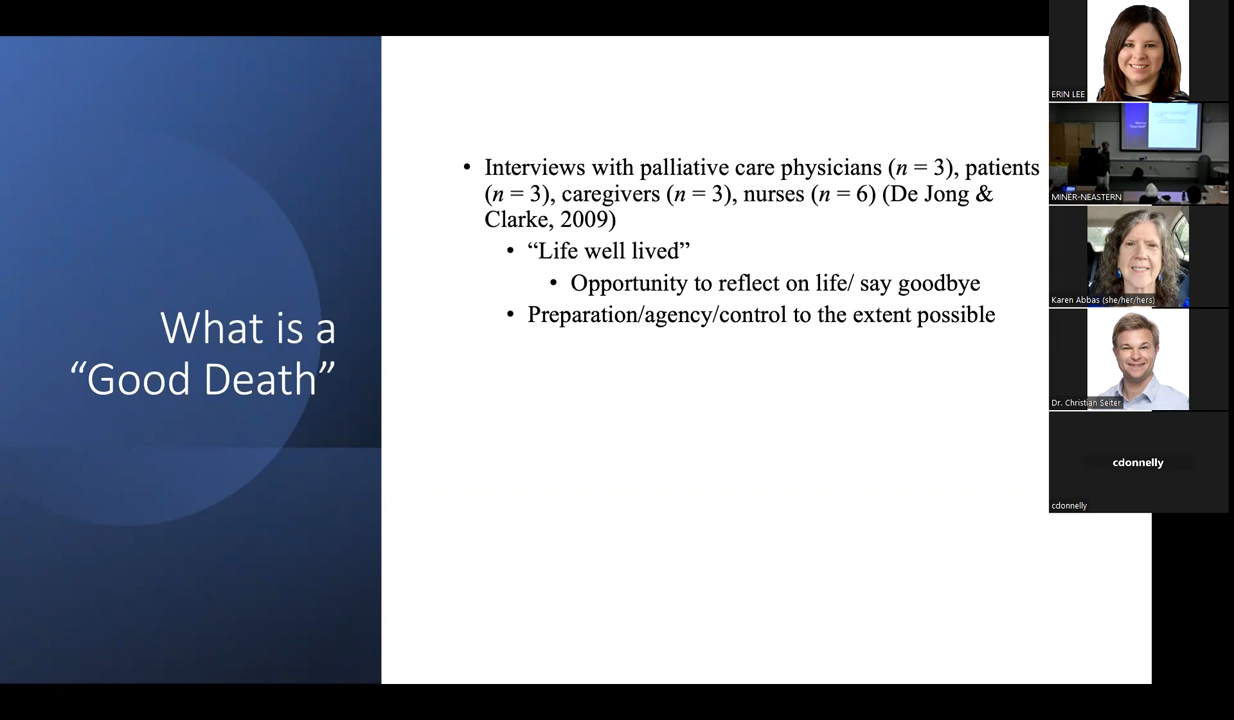 What is a
“Good Death”
• Interviews with palliative care physicians (n = 3), patients
(n = 3), caregivers (n = 3), nurses (n = 6) (De Jong &
Clarke, 2009)
• “Life well lived”
• Opportunity to reflect on life/ say goodbye
• Preparation/agency/control to the extent possible
ERIN LEE
MINER-NEASTERN
Karen Abbas (she/her/hers)
Dr. Christian Seiter
cdonnelly
cdonnelly